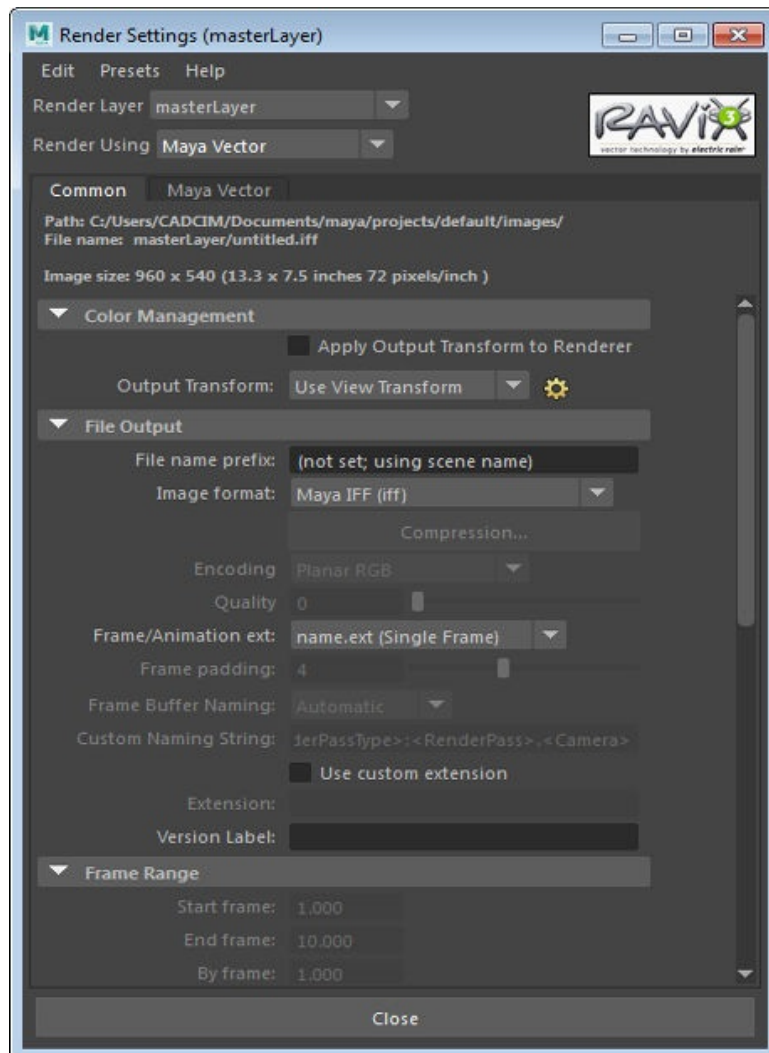 Render Settings (masterLayer)
Edit Presets Help
Render Layer masterLayer
Render Using Maya Vector
RAViX 3
vector technology by electric rain
Common Maya Vector
Path: C:/Users/CADCIM/Documents/maya/projects/default/images/
File name: masterLayer/untitled.iff
Image size: 960 x 540 (13.3 x 7.5 inches 72 pixels/inch )
Color Management
Apply Output Transform to Renderer
Output Transform: Use View Transform
File Output
File name prefix: (not set; using scene name)
Image format: Maya IFF (iff)
Compression...
Encoding Planar RGB
Quality 0
Frame/Animation ext: name.ext (Single Frame)
Frame padding: 4
Frame Buffer Naming: Automatic
Custom Naming String: derPassType>:<RenderPass>.<Camera>
Use custom extension
Extension:
Version Label:
Frame Range
Start frame: 1.000
End frame: 10.000
By frame: 1.000
Close